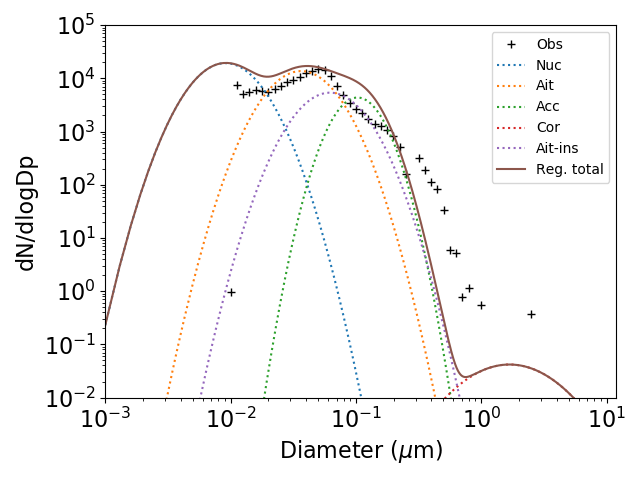 10^5
10^4
10^3
10^2
10^1
10^0
10^-1
10^-2
dN/dlogDp
Obs
Nuc
Ait
Acc
Cor
Ait-ins
Reg. total
10^-3 10^-2 10^-1 10^0 10^1
Diameter (μm)